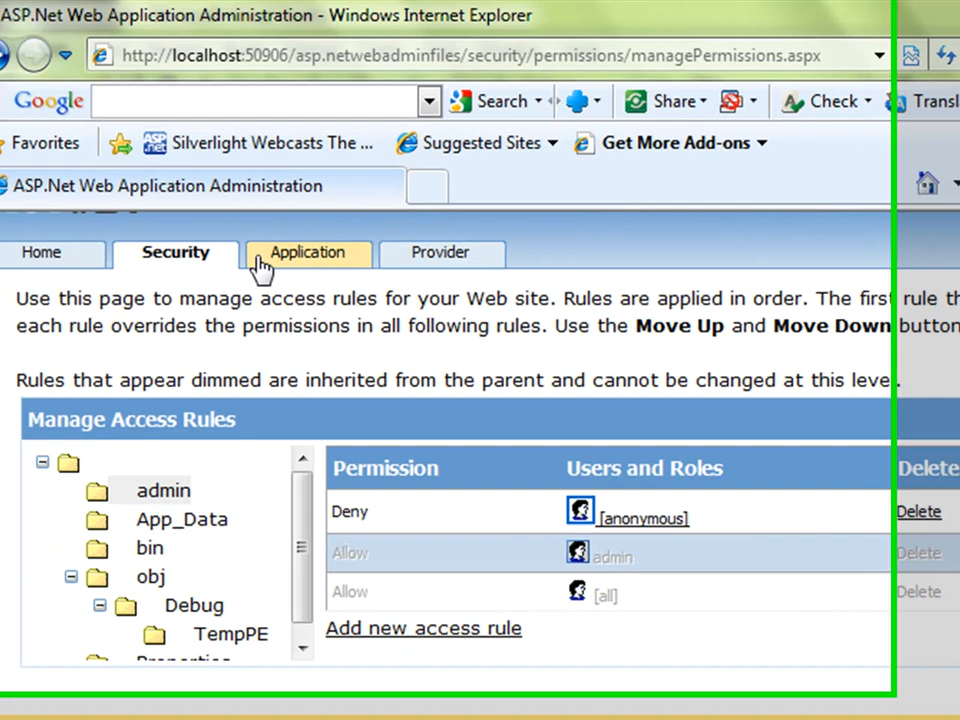 ASP.Net Web Application Administration - Windows Internet Explorer
http://localhost:50906/asp.netwebadminfiles/security/permissions/managePermissions.aspx
Google Search Share Check Transl
Favorites Silverlight Webcasts The ... Suggested Sites Get More Add-ons
ASP.Net Web Application Administration
Home Security Application Provider
Use this page to manage access rules for your Web site. Rules are applied in order. The first rule th
each rule overrides the permissions in all following rules. Use the Move Up and Move Down button
Rules that appear dimmed are inherited from the parent and cannot be changed at this level.
Manage Access Rules
Permission Users and Roles Delete
admin
Deny [anonymous] Delete
App_Data
bin
Allow admin Delete
obj
Allow [all] Delete
Debug
Add new access rule
TempPE
Properties